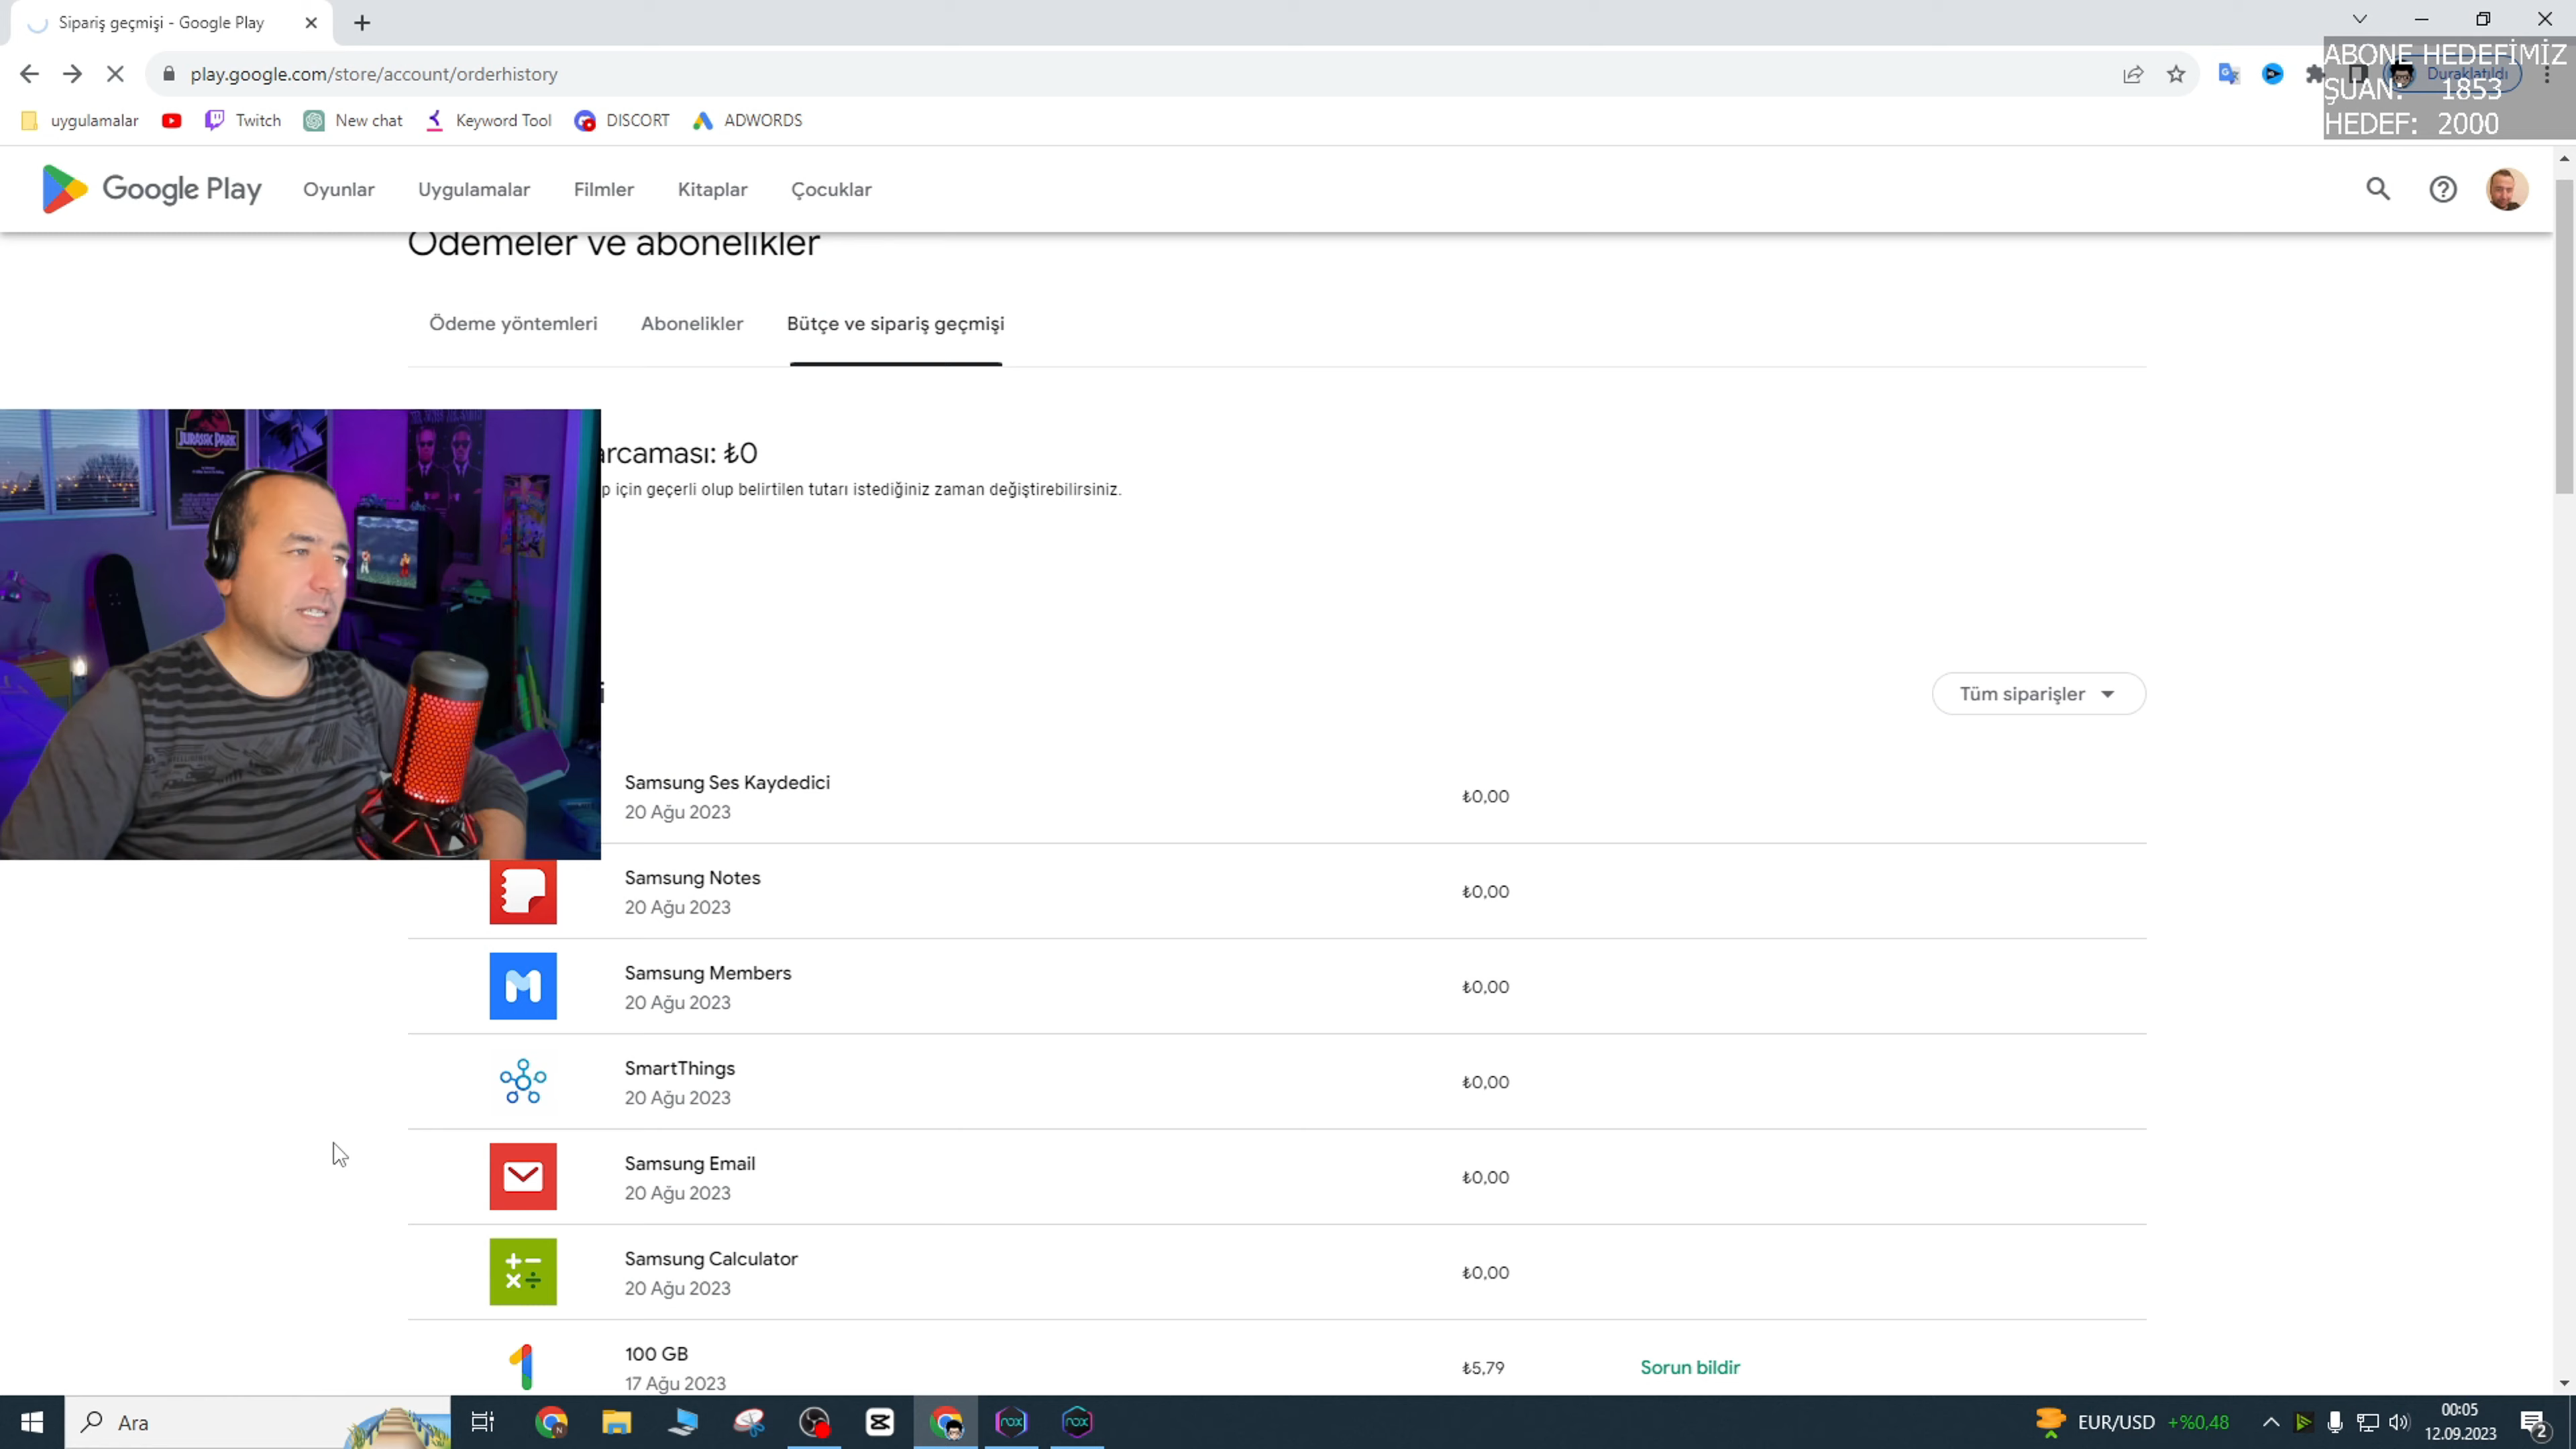 Sipariş geçmişi - Google Play
play.google.com/store/account/orderhistory
Duraklatıldı
ABONE HEDEFİMİZ
ŞUAN: 1853
HEDEF: 2000
uygulamalar
Twitch
New chat
Keyword Tool
DISCORT
ADWORDS
Google Play
Oyunlar
Uygulamalar
Filmler
Kitaplar
Çocuklar
Ödemeler ve abonelikler
Ödeme yöntemleri
Abonelikler
Bütçe ve sipariş geçmişi
JURASSIC PARK
arcaması: ₺0
p için geçerli olup belirtilen tutarı istediğiniz zaman değiştirebilirsiniz.
i
Tüm siparişler
Samsung Ses Kaydedici
20 Ağu 2023
₺0,00
Samsung Notes
20 Ağu 2023
₺0,00
Samsung Members
20 Ağu 2023
₺0,00
SmartThings
20 Ağu 2023
₺0,00
Samsung Email
20 Ağu 2023
₺0,00
Samsung Calculator
20 Ağu 2023
₺0,00
100 GB
17 Ağu 2023
₺5,79
Sorun bildir
Ara
nox
nox
EUR/USD +%0,48
00:05
12.09.2023
2